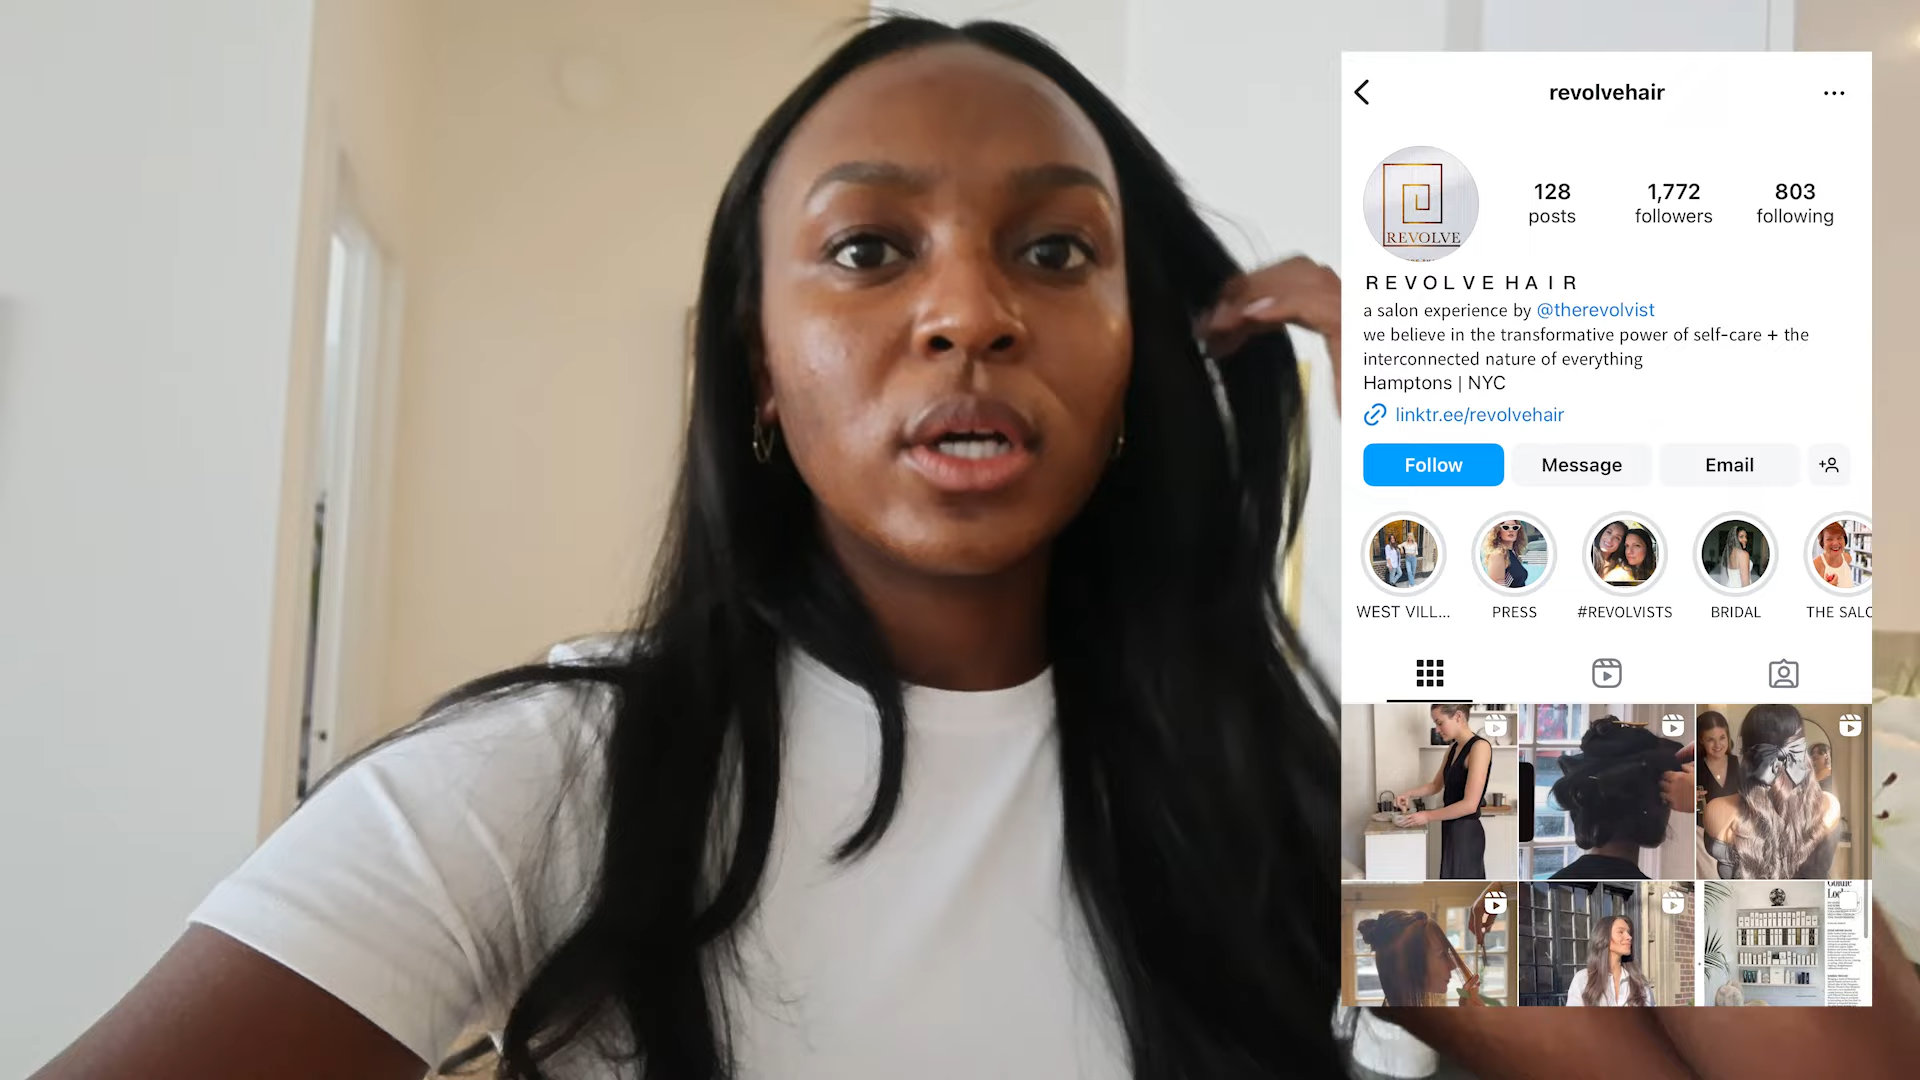 revolvehair
REVOLVE
128
posts
1,772
followers
803
following
REVOLVE HAIR
a salon experience by @therevolvist
we believe in the transformative power of self-care + the
interconnected nature of everything
Hamptons | NYC
linktr.ee/revolvehair
Follow
Message
Email
WEST VILL...
PRESS
#REVOLVISTS
BRIDAL
THE SALC